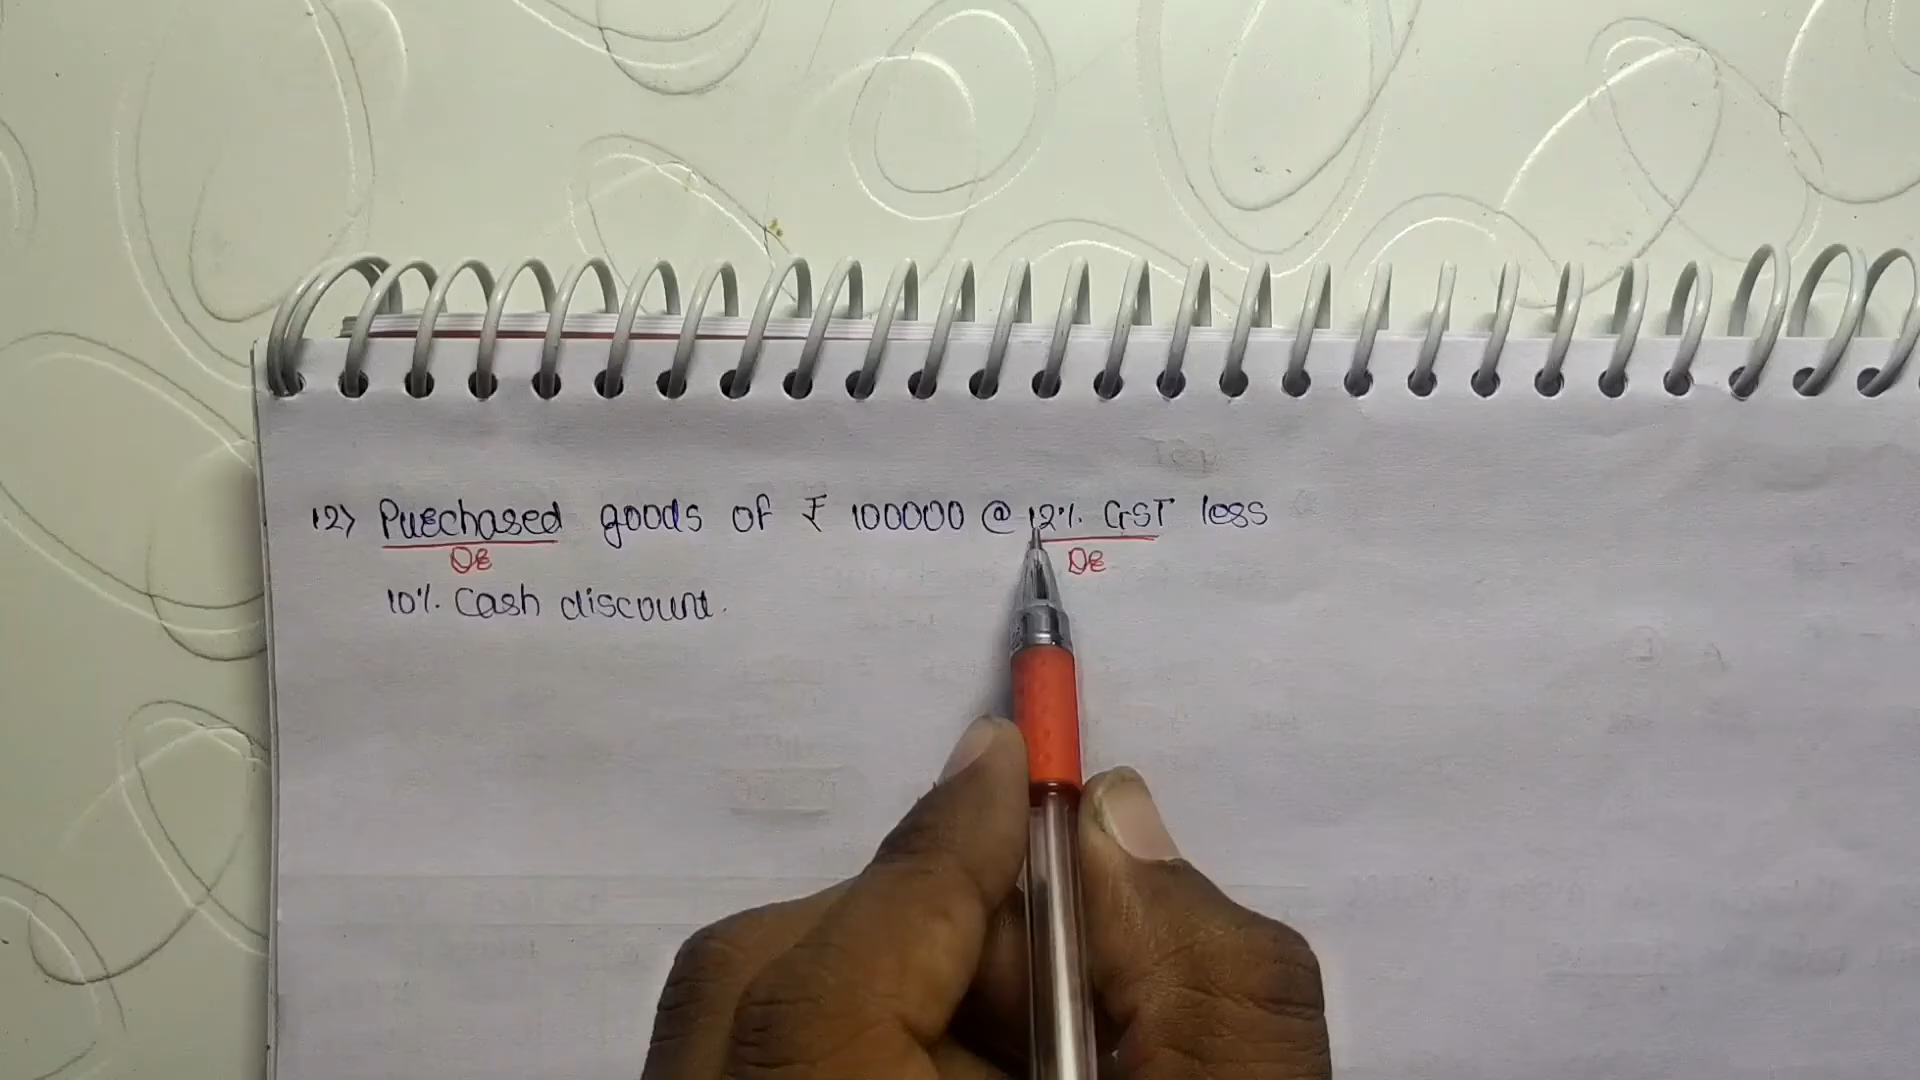 12) Purchased goods of ₹ 100000 @ 12% GST less
Dr Dr
10% Cash discount.